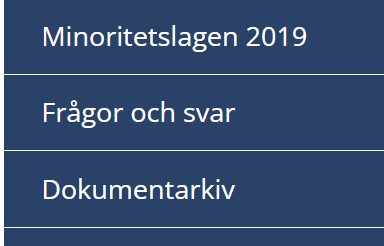 Minoritetslagen 2019
Frågor och svar
Dokumentarkiv